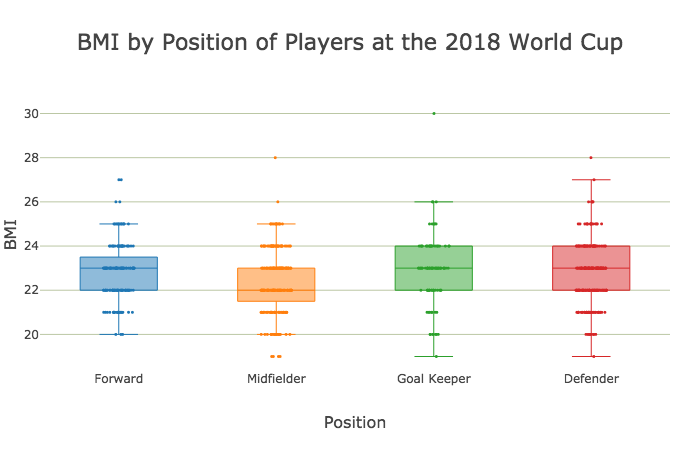 BMI by Position of Players at the 2018 World Cup
30
28
26
24
22
20
BMI
Forward
Midfielder
Goal Keeper
Defender
Position